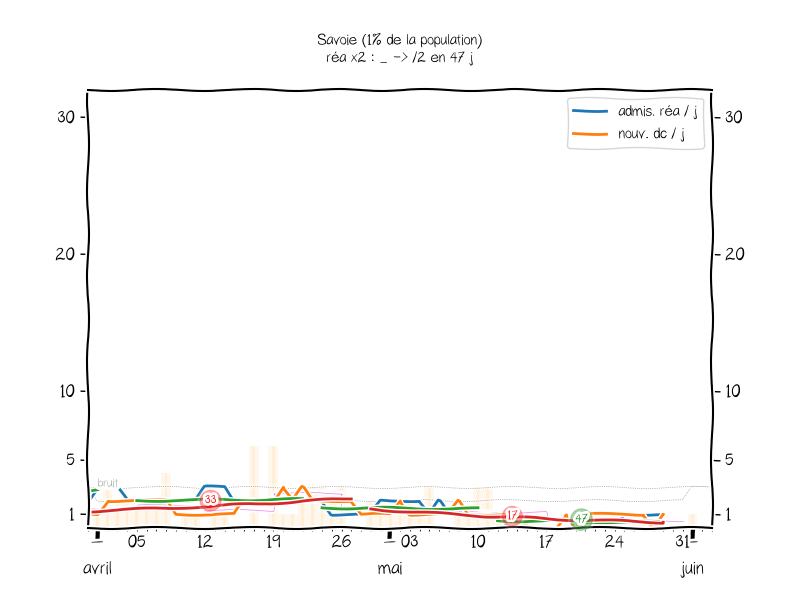 Savoie (1% de la population)
réa x2 : _ -> /2 en 47 j
30
30
admis. réa / j
nouv. dc / j
20
20
10
10
5
5
bruit
33
17
47
1
1
05
12
19
26
03
10
17
24
31
avril
mai
juin